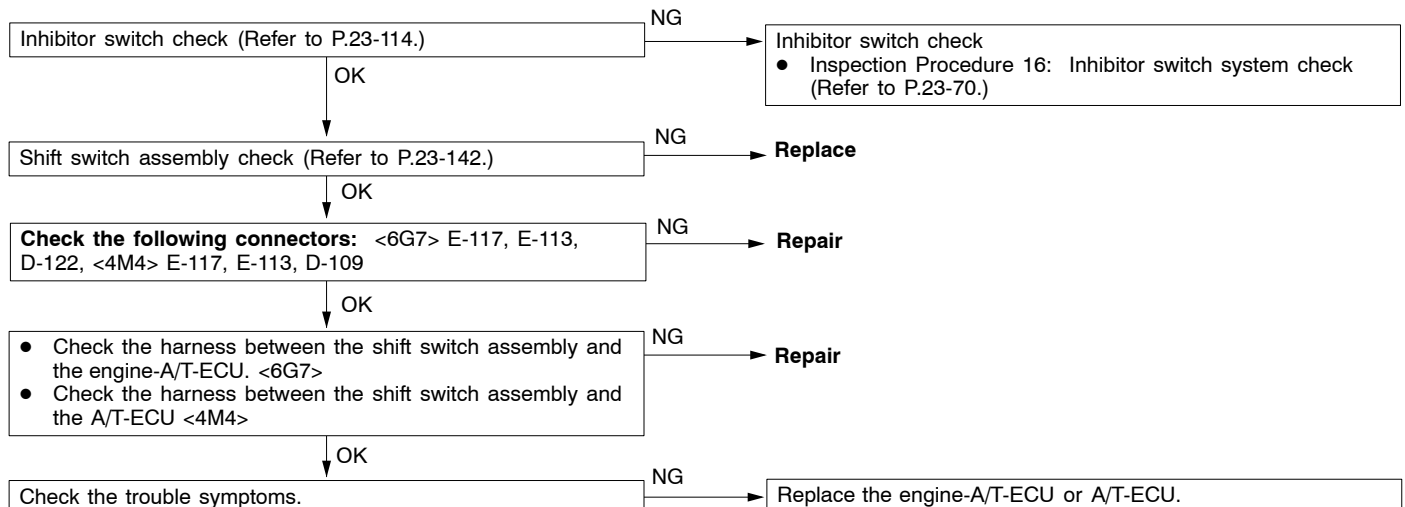 NG
Inhibitor switch check (Refer to P.23-114.)
Inhibitor switch check
● Inspection Procedure 16: Inhibitor switch system check
(Refer to P.23-70.)
OK
NG
Shift switch assembly check (Refer to P.23-142.)
Replace
OK
NG
Check the following connectors: <6G7> E-117, E-113,
D-122, <4M4> E-117, E-113, D-109
Repair
OK
NG
● Check the harness between the shift switch assembly and
the engine-A/T-ECU. <6G7>
● Check the harness between the shift switch assembly and
the A/T-ECU <4M4>
Repair
OK
NG
Check the trouble symptoms.
Replace the engine-A/T-ECU or A/T-ECU.